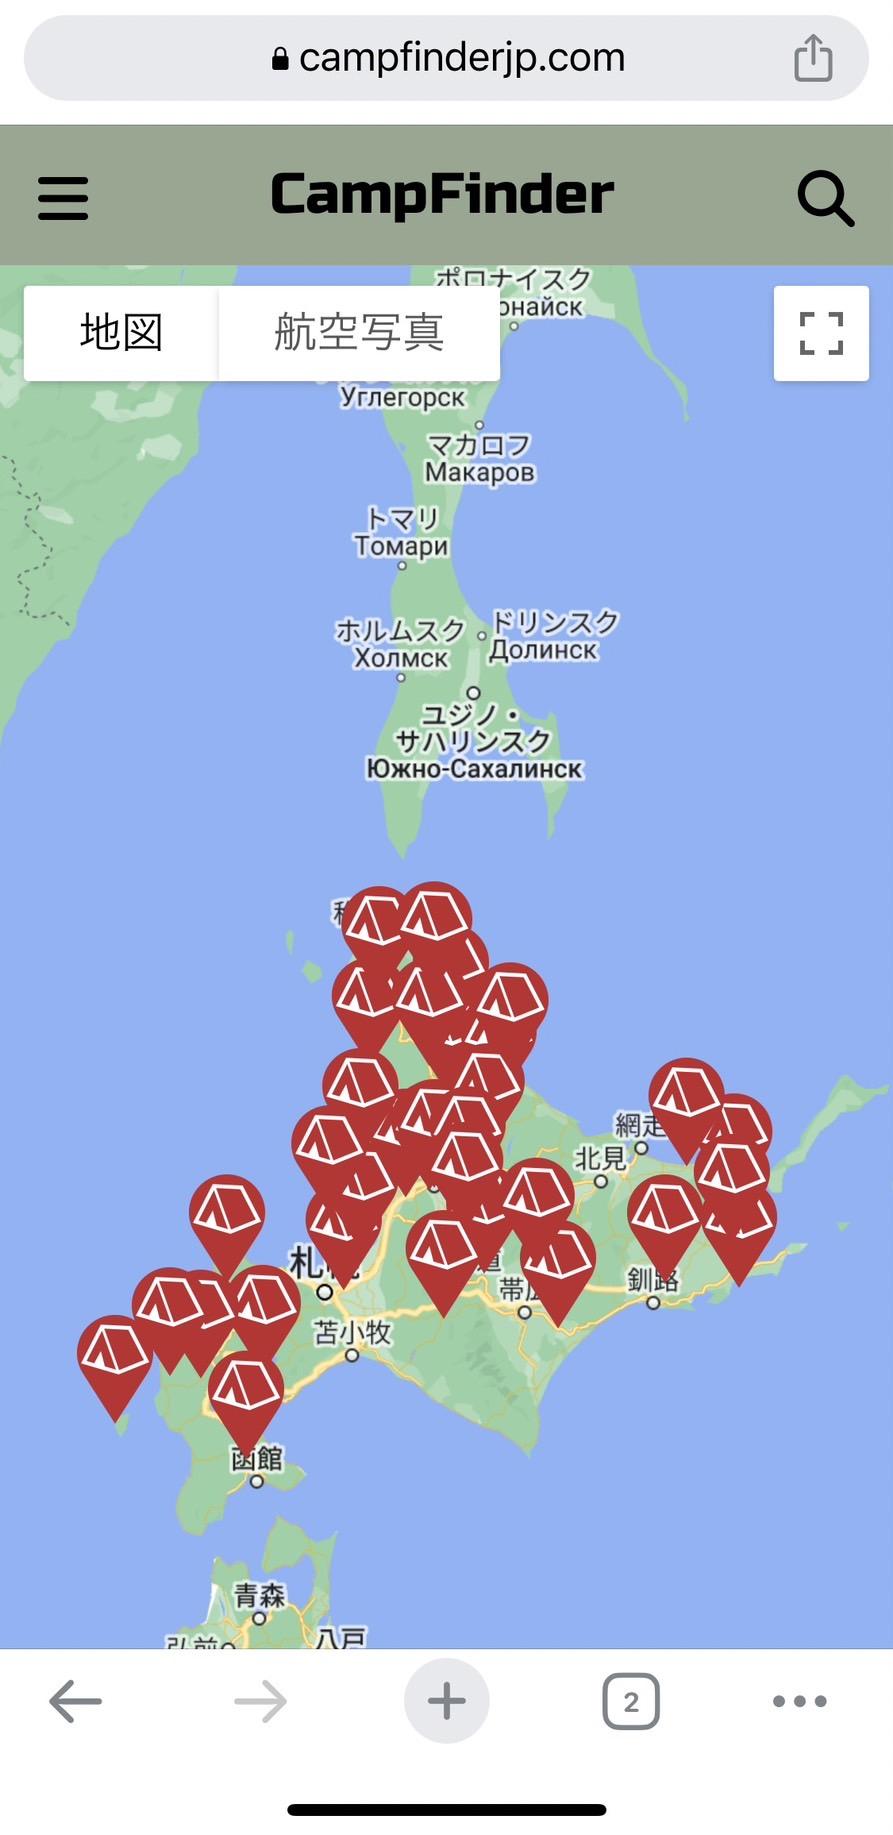 campfinderjp.com
CampFinder
ポロナイスク
онайск
地図
航空写真
Углегорск
マカロフ
Макаров
トマリ
Томари
ホルムスク
Холмск
ドリンスク
Долинск
ユジノ・
サハリンスク
Южно-Сахалинск
網走
北見
札
道
帯広
釧路
苫小牧
函館
青森
弘前
八戸
2